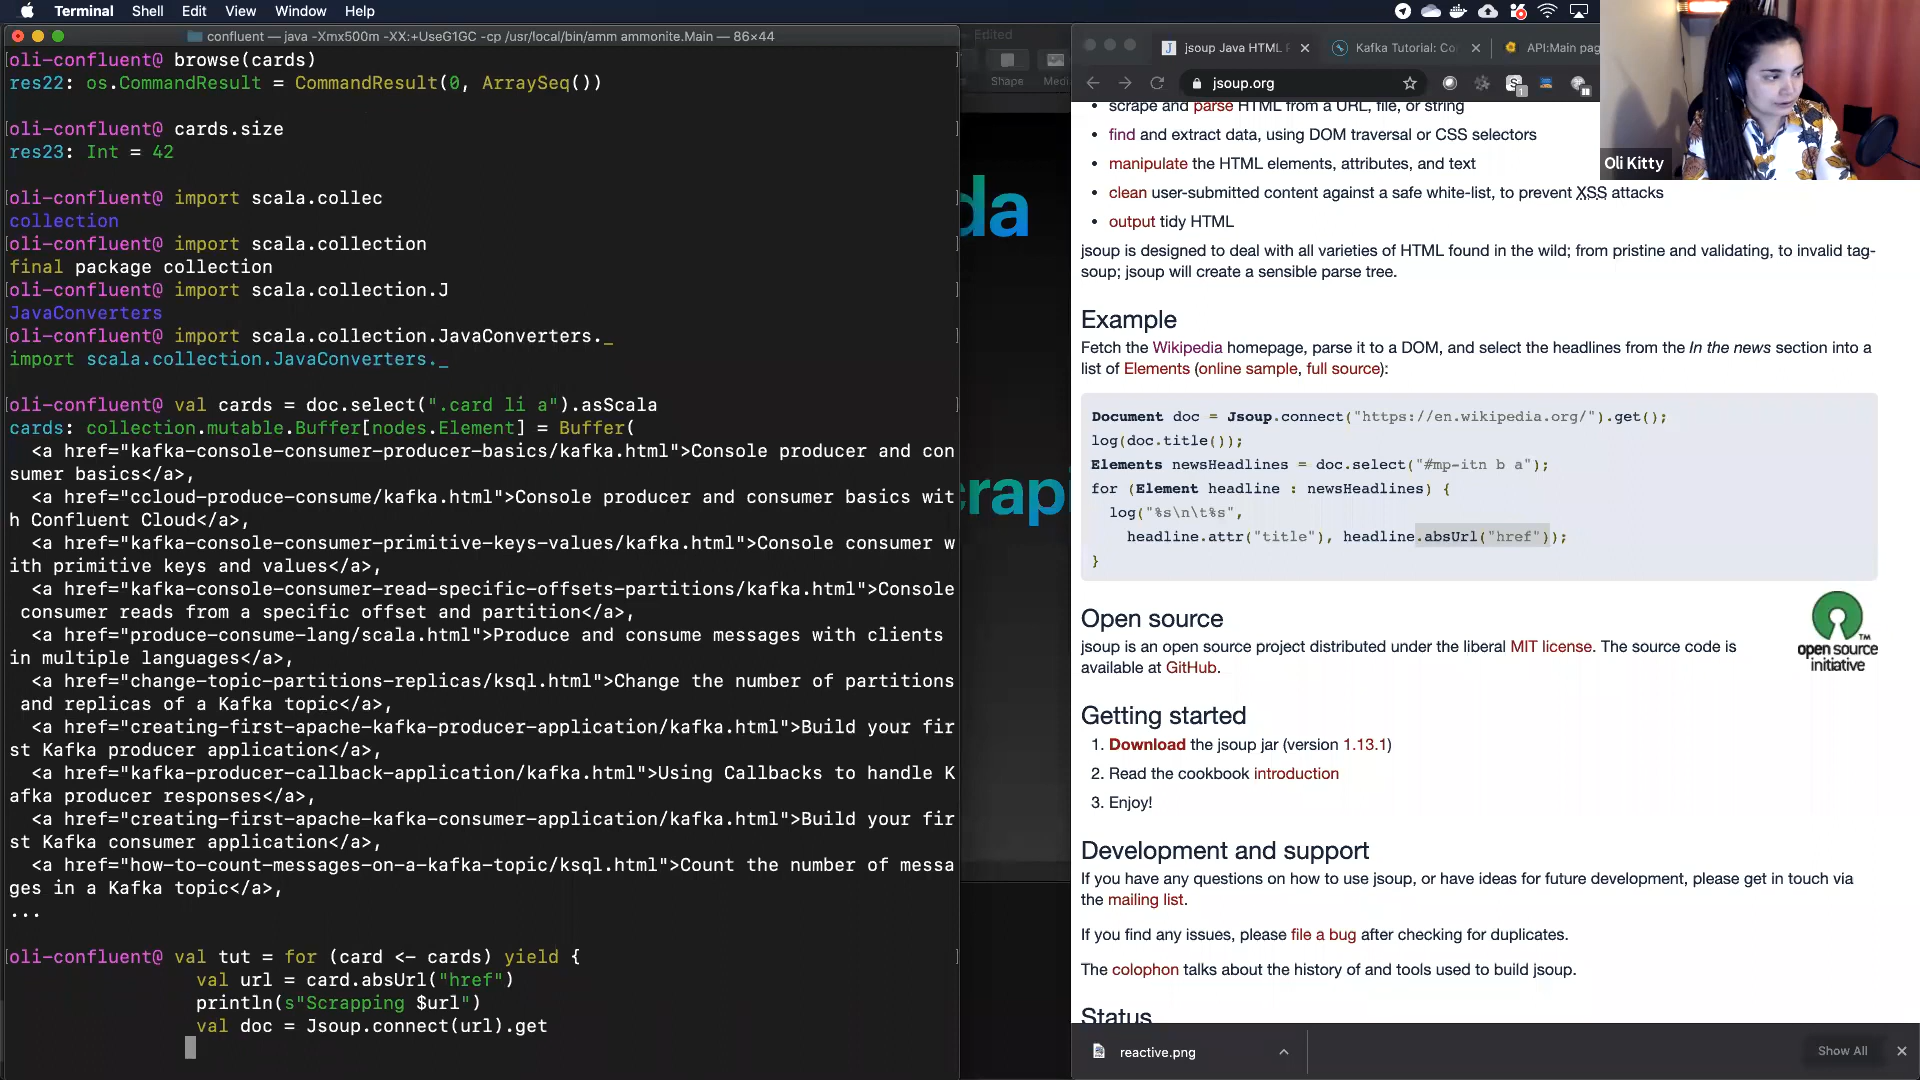 Terminal Shell Edit View Window Help
confluent — java -Xmx500m -XX:+UseG1GC -cp /usr/local/bin/amm ammonite.Main — 86×44
oli-confluent@ browse(cards)
res22: os.CommandResult = CommandResult(0, ArraySeq())
oli-confluent@ cards.size
res23: Int = 42
oli-confluent@ import scala.collec
collection
oli-confluent@ import scala.collection
final package collection
oli-confluent@ import scala.collection.J
JavaConverters
oli-confluent@ import scala.collection.JavaConverters._
import scala.collection.JavaConverters._
oli-confluent@ val cards = doc.select(".card li a").asScala
cards: collection.mutable.Buffer[nodes.Element] = Buffer(
<a href="kafka-console-consumer-producer-basics/kafka.html">Console producer and con
sumer basics</a>,
<a href="ccloud-produce-consume/kafka.html">Console producer and consumer basics wit
h Confluent Cloud</a>,
<a href="kafka-console-consumer-primitive-keys-values/kafka.html">Console consumer w
ith primitive keys and values</a>,
<a href="kafka-console-consumer-read-specific-offsets-partitions/kafka.html">Console
consumer reads from a specific offset and partition</a>,
<a href="produce-consume-lang/scala.html">Produce and consume messages with clients
in multiple languages</a>,
<a href="change-topic-partitions-replicas/ksql.html">Change the number of partitions
and replicas of a Kafka topic</a>,
<a href="creating-first-apache-kafka-producer-application/kafka.html">Build your fir
st Kafka producer application</a>,
<a href="kafka-producer-callback-application/kafka.html">Using Callbacks to handle K
afka producer responses</a>,
<a href="creating-first-apache-kafka-consumer-application/kafka.html">Build your fir
st Kafka consumer application</a>,
<a href="how-to-count-messages-on-a-kafka-topic/ksql.html">Count the number of messa
ges in a Kafka topic</a>,
...
oli-confluent@ val tut = for (card <- cards) yield {
val url = card.absUrl("href")
println(s"Scrapping $url")
val doc = Jsoup.connect(url).get
Edited
Shape
da
crapi
jsoup Java HTML
Kafka Tutorial: Co
API:Main pag
jsoup.org
Oli Kitty
• scrape and parse HTML from a URL, file, or string
• find and extract data, using DOM traversal or CSS selectors
• manipulate the HTML elements, attributes, and text
• clean user-submitted content against a safe white-list, to prevent XSS attacks
• output tidy HTML
jsoup is designed to deal with all varieties of HTML found in the wild; from pristine and validating, to invalid tag-
soup; jsoup will create a sensible parse tree.
Example
Fetch the Wikipedia homepage, parse it to a DOM, and select the headlines from the In the news section into a
list of Elements (online sample, full source):
Document doc = Jsoup.connect("https://en.wikipedia.org/").get();
log(doc.title());
Elements newsHeadlines = doc.select("#mp-itn b a");
for (Element headline : newsHeadlines) {
log("%s\n\t%s",
headline.attr("title"), headline.absUrl("href"));
}
Open source
jsoup is an open source project distributed under the liberal MIT license. The source code is
available at GitHub.
open source
initiative
TM
Getting started
1. Download the jsoup jar (version 1.13.1)
2. Read the cookbook introduction
3. Enjoy!
Development and support
If you have any questions on how to use jsoup, or have ideas for future development, please get in touch via
the mailing list.
If you find any issues, please file a bug after checking for duplicates.
The colophon talks about the history of and tools used to build jsoup.
Status
reactive.png
Show All